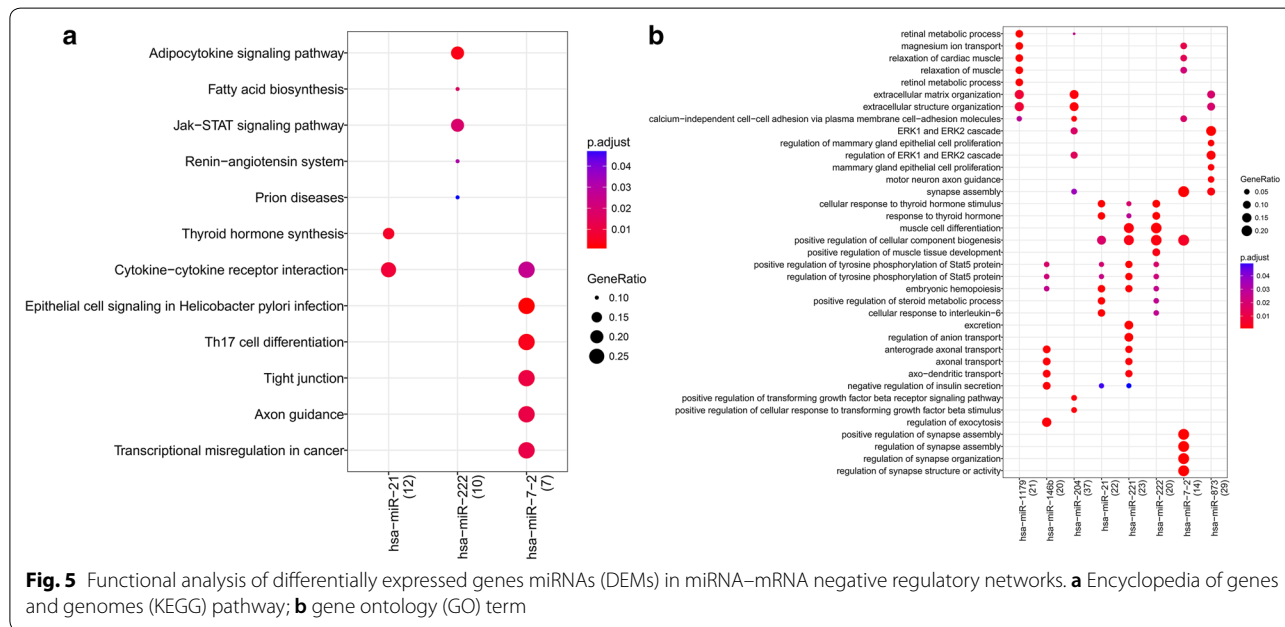 a
Adipocytokine signaling pathway
Fatty acid biosynthesis
Jak−STAT signaling pathway
Renin−angiotensin system
Prion diseases
Thyroid hormone synthesis
Cytokine−cytokine receptor interaction
Epithelial cell signaling in Helicobacter pylori infection
Th17 cell differentiation
Tight junction
Axon guidance
Transcriptional misregulation in cancer
hsa−miR−21
(12)
hsa−miR−222
(10)
hsa−miR−7−2
(7)
p.adjust
0.04
0.03
0.02
0.01
GeneRatio
0.10
0.15
0.20
0.25
b
retinal metabolic process
magnesium ion transport
relaxation of cardiac muscle
relaxation of muscle
retinol metabolic process
extracellular matrix organization
extracellular structure organization
calcium−independent cell−cell adhesion via plasma membrane cell−adhesion molecules
ERK1 and ERK2 cascade
regulation of mammary gland epithelial cell proliferation
regulation of ERK1 and ERK2 cascade
mammary gland epithelial cell proliferation
motor neuron axon guidance
synapse assembly
cellular response to thyroid hormone stimulus
response to thyroid hormone
muscle cell differentiation
positive regulation of cellular component biogenesis
positive regulation of muscle tissue development
positive regulation of tyrosine phosphorylation of Stat5 protein
regulation of tyrosine phosphorylation of Stat5 protein
embryonic hemopoiesis
positive regulation of steroid metabolic process
cellular response to interleukin−6
excretion
regulation of anion transport
anterograde axonal transport
axonal transport
axo−dendritic transport
negative regulation of insulin secretion
positive regulation of transforming growth factor beta receptor signaling pathway
positive regulation of cellular response to transforming growth factor beta stimulus
regulation of exocytosis
positive regulation of synapse assembly
regulation of synapse assembly
regulation of synapse organization
regulation of synapse structure or activity
hsa−miR−1179
(21)
hsa−miR−146b
(20)
hsa−miR−204
(37)
hsa−miR−21
(22)
hsa−miR−221
(23)
hsa−miR−222
(20)
hsa−miR−7−2
(14)
hsa−miR−873
(29)
GeneRatio
0.05
0.10
0.15
0.20
p.adjust
0.04
0.03
0.02
0.01
Fig. 5 Functional analysis of differentially expressed genes miRNAs (DEMs) in miRNA–mRNA negative regulatory networks. a Encyclopedia of genes
and genomes (KEGG) pathway; b gene ontology (GO) term